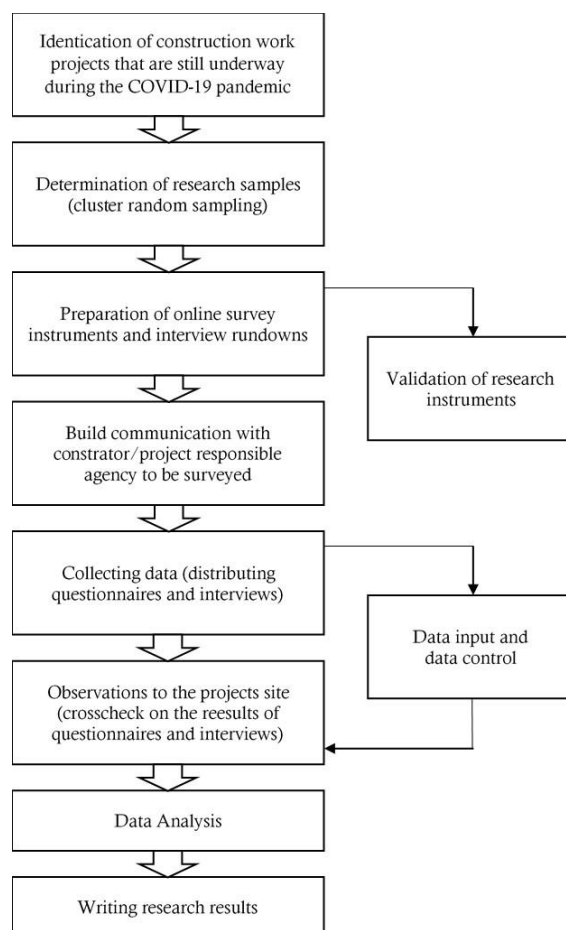 Identication of construction work
projects that are still underway
during the COVID-19 pandemic
Determination of research samples
(cluster random sampling)
Preparation of online survey
instruments and interview rundowns
Validation of research
instruments
Build communication with
constrator/project responsible
agency to be surveyed
Collecting data (distributing
questionnaires and interviews)
Data input and
data control
Observations to the projects site
(crosscheck on the reesults of
questionnaires and interviews)
Data Analysis
Writing research results